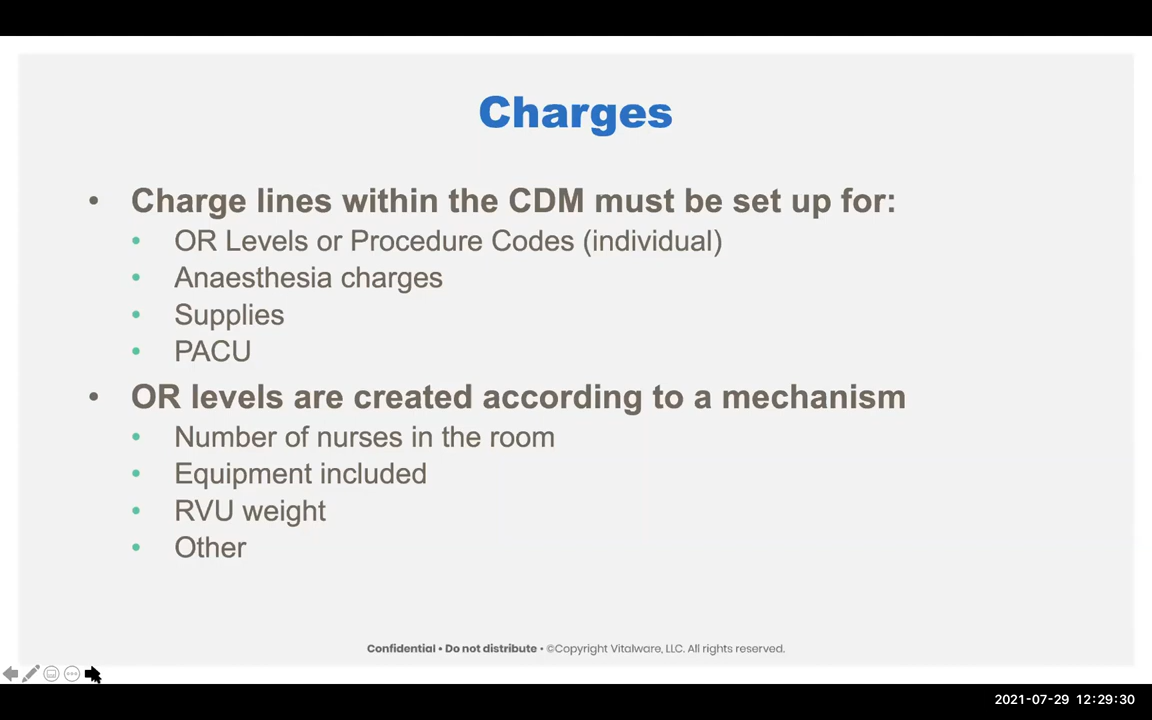 Charges
• Charge lines within the CDM must be set up for:
• OR Levels or Procedure Codes (individual)
• Anaesthesia charges
• Supplies
• PACU
• OR levels are created according to a mechanism
• Number of nurses in the room
• Equipment included
• RVU weight
• Other
Confidential • Do not distribute • ©Copyright Vitalware, LLC. All rights reserved.
2021-07-29 12:29:30